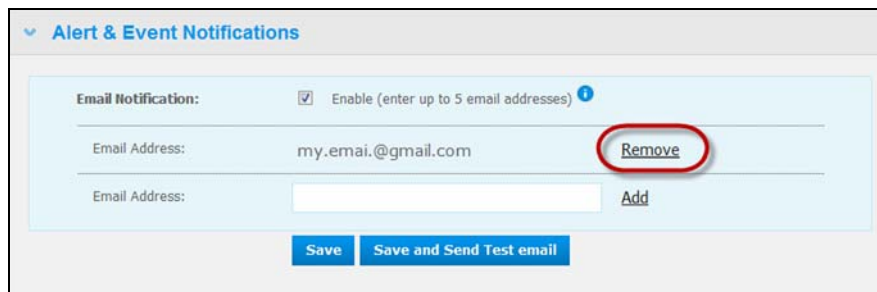 Alert & Event Notifications
Email Notification: Enable (enter up to 5 email addresses)
Email Address: my.emai.@gmail.com Remove
Email Address: Add
Save Save and Send Test email